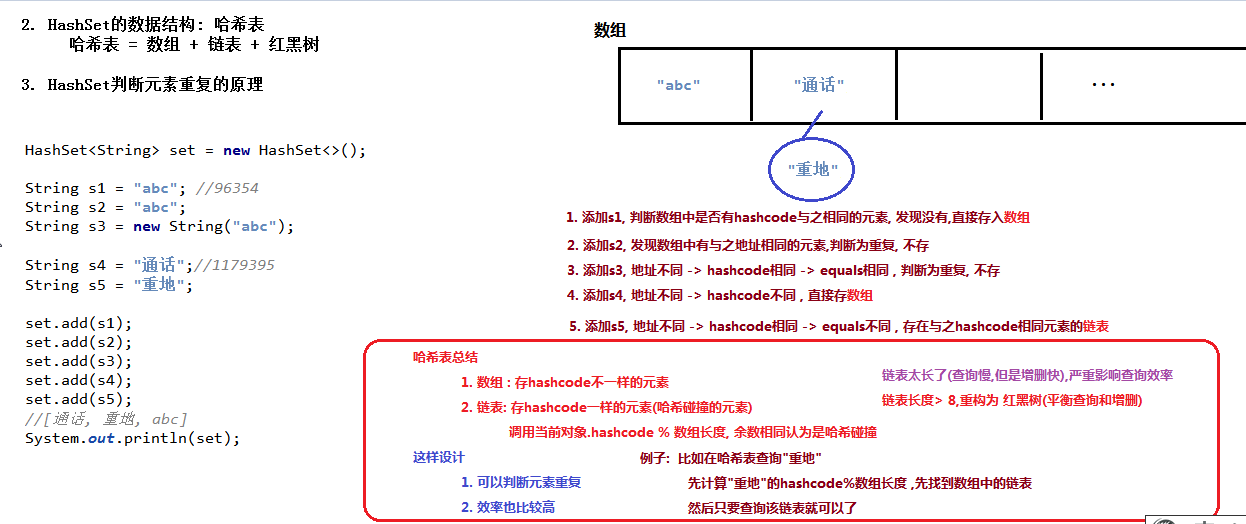 2. HashSet的数据结构: 哈希表
哈希表 = 数组 + 链表 + 红黑树
3. HashSet判断元素重复的原理
HashSet<String> set = new HashSet<>();
String s1 = "abc"; //96354
String s2 = "abc";
String s3 = new String("abc");
String s4 = "通话";//1179395
String s5 = "重地";
set.add(s1);
set.add(s2);
set.add(s3);
set.add(s4);
set.add(s5);
//[通话, 重地, abc]
System.out.println(set);
数组
"abc" "通话" ...
"重地"
1. 添加s1, 判断数组中是否有hashcode与之相同的元素, 发现没有,直接存入数组
2. 添加s2, 发现数组中有与之地址相同的元素,判断为重复, 不存
3. 添加s3, 地址不同 -> hashcode相同 -> equals相同 , 判断为重复, 不存
4. 添加s4, 地址不同 -> hashcode不同 , 直接存数组
5. 添加s5, 地址不同 -> hashcode相同 -> equals不同 , 存在与之hashcode相同元素的链表
哈希表总结
1. 数组 : 存hashcode不一样的元素
2. 链表: 存hashcode一样的元素(哈希碰撞的元素)
调用当前对象.hashcode % 数组长度, 余数相同认为是哈希碰撞
链表太长了(查询慢,但是增删快),严重影响查询效率
链表长度> 8,重构为 红黑树(平衡查询和增删)
这样设计
1. 可以判断元素重复
2. 效率也比较高
例子: 比如在哈希表查询"重地"
先计算"重地"的hashcode%数组长度 ,先找到数组中的链表
然后只要查询该链表就可以了